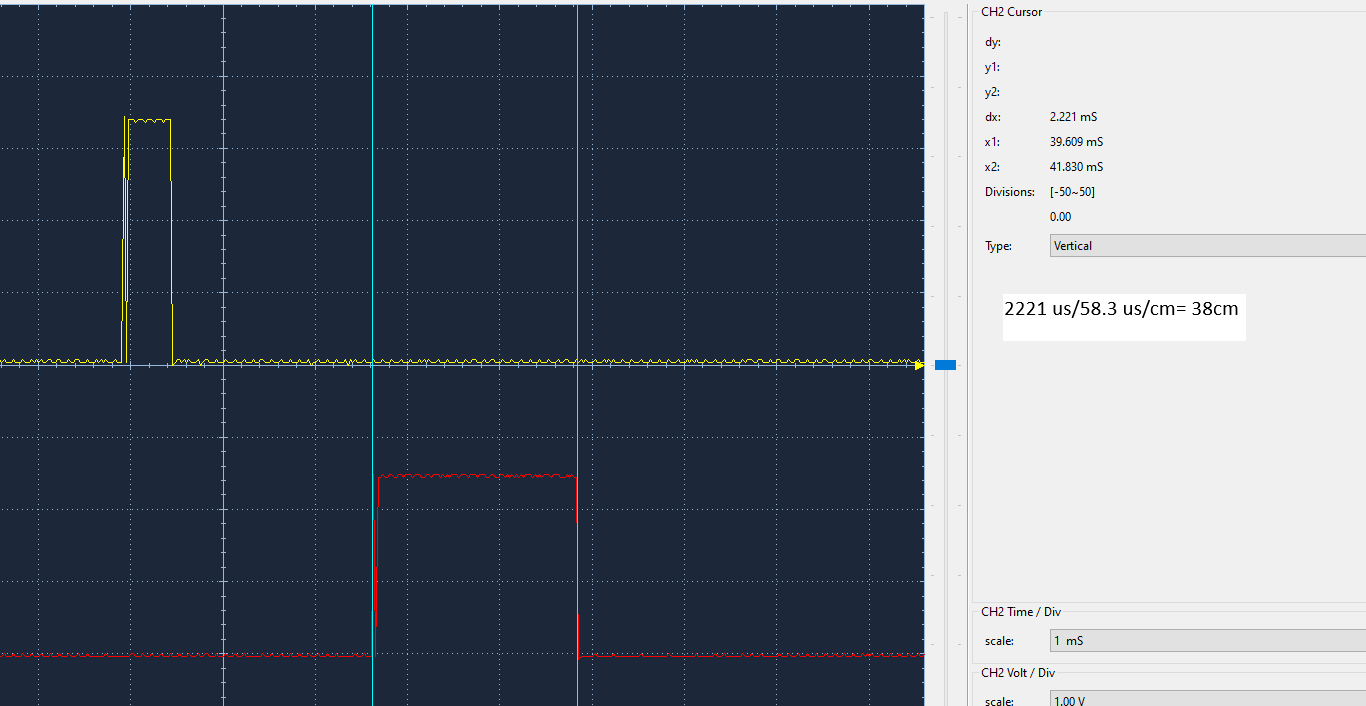 CH2 Cursor
dy:
y1:
y2:
dx: 2.221 mS
x1: 39.609 mS
x2: 41.830 mS
Divisions: [-50~50]
0.00
Type: Vertical
2221 us/58.3 us/cm= 38cm
CH2 Time / Div
scale: 1 mS
CH2 Volt / Div
scale: 1.00 V